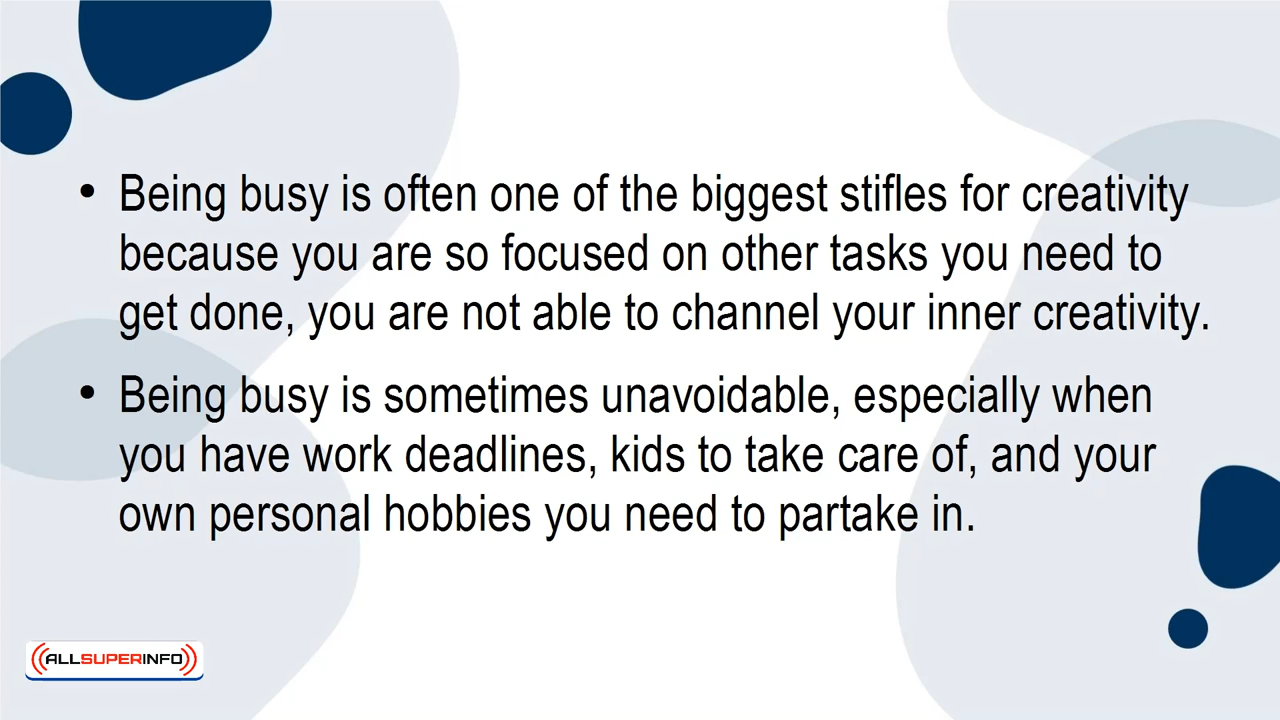 • Being busy is often one of the biggest stifles for creativity
because you are so focused on other tasks you need to
get done, you are not able to channel your inner creativity.
• Being busy is sometimes unavoidable, especially when
you have work deadlines, kids to take care of, and your
own personal hobbies you need to partake in.
ALLSUPERINFO